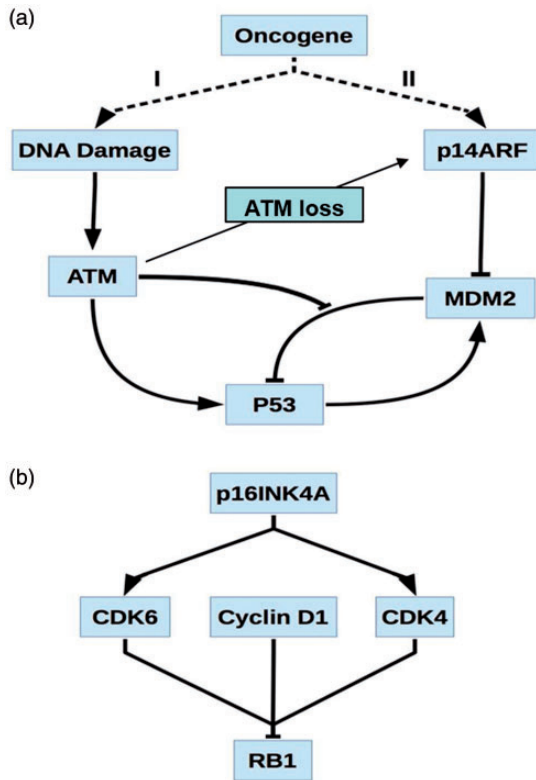 (a)
Oncogene
I
II
DNA Damage
p14ARF
ATM loss
ATM
MDM2
P53
(b)
p16INK4A
CDK6
Cyclin D1
CDK4
RB1